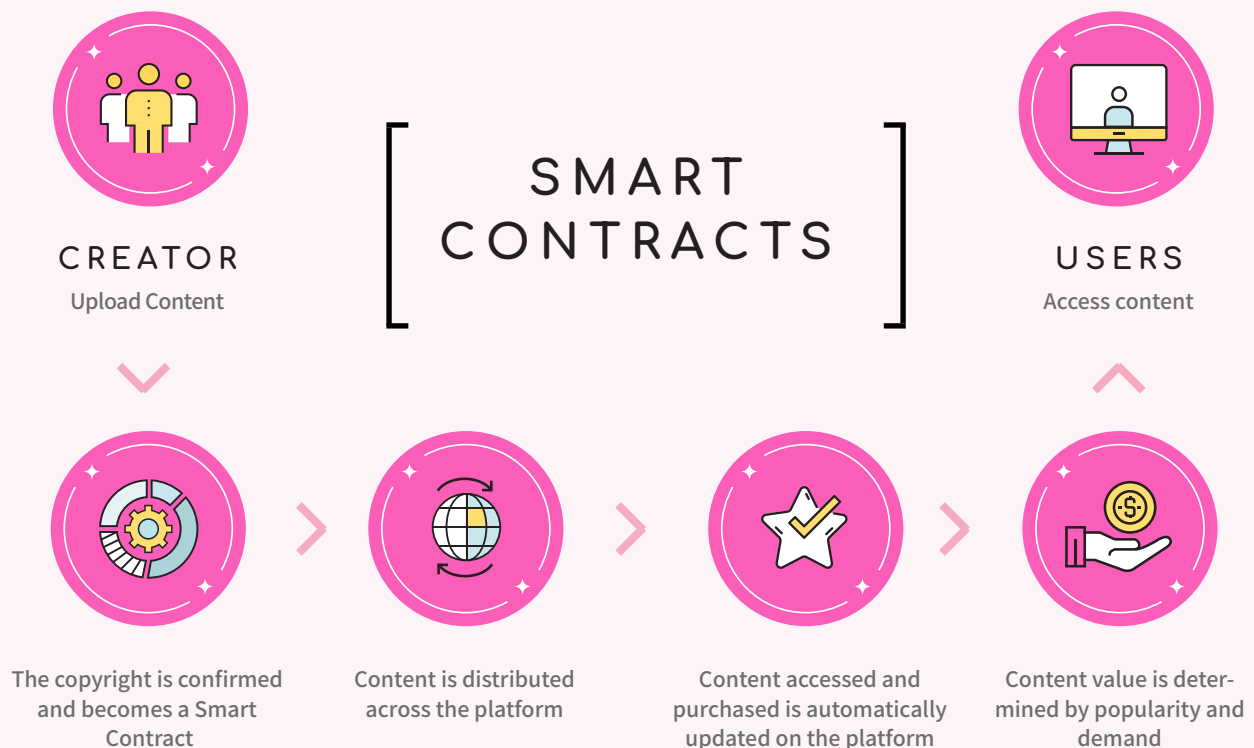 SMART
CONTRACTS
CREATOR
Upload Content
USERS
Access content
The copyright is confirmed
and becomes a Smart
Contract
Content is distributed
across the platform
Content accessed and
purchased is automatically
updated on the platform
Content value is deter-
mined by popularity and
demand